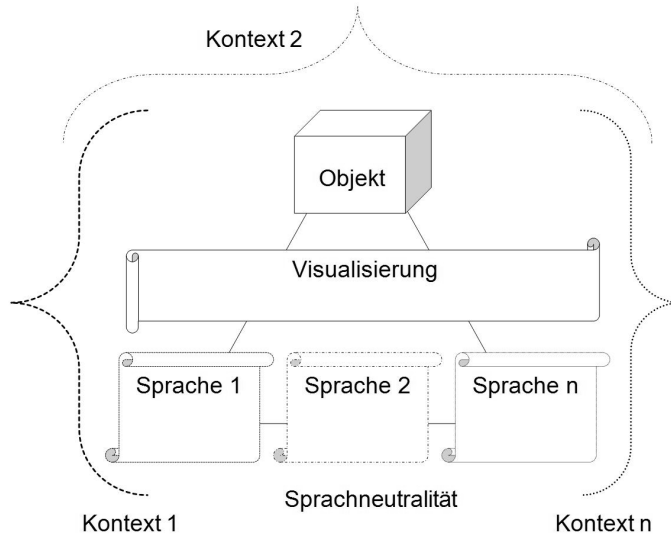 Kontext 2
Objekt
Visualisierung
Sprache 1
Sprache 2
Sprache n
Sprachneutralität
Kontext 1
Kontext n